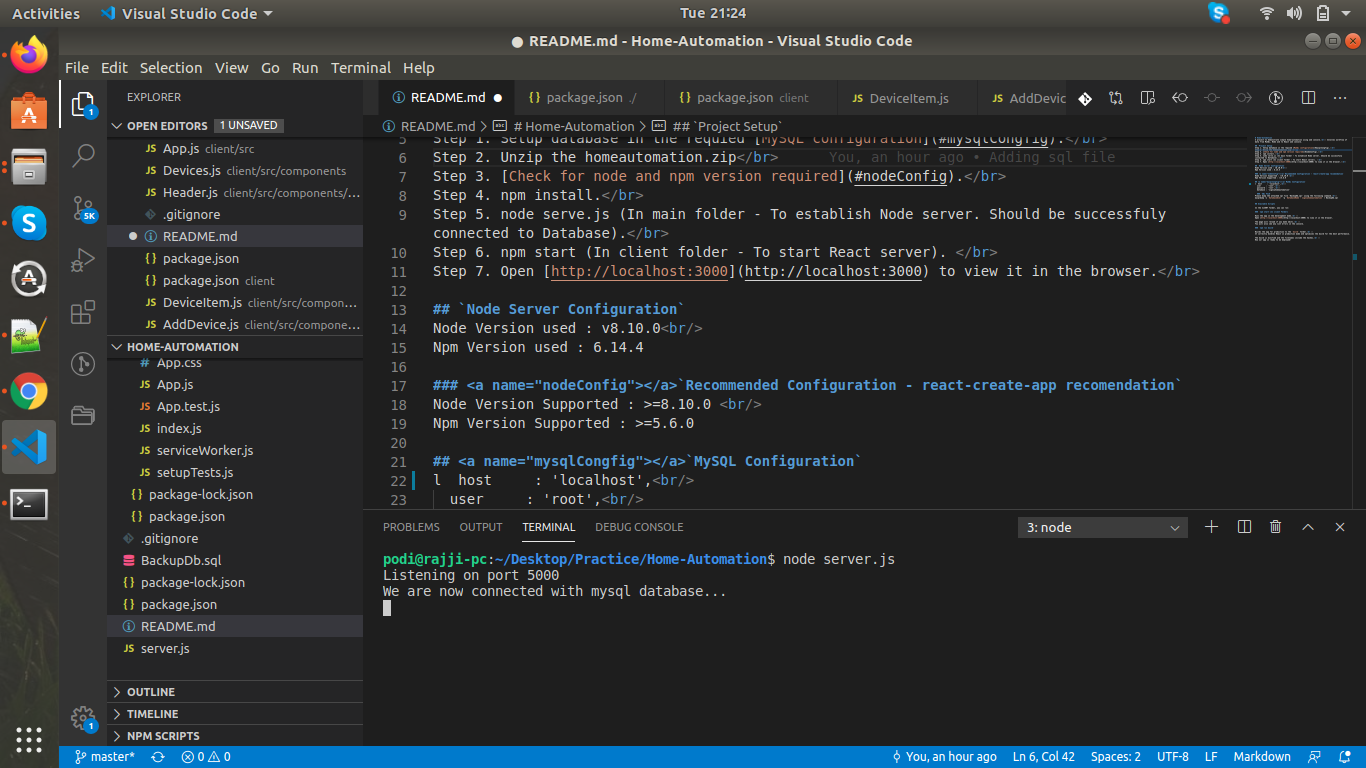 Activities
Visual Studio Code
Tue 21:24
README.md - Home-Automation - Visual Studio Code
File Edit Selection View Go Run Terminal Help
EXPLORER
OPEN EDITORS 1 UNSAVED
JS App.js client/src
JS Devices.js client/src/components
JS Header.js client/src/components/...
.gitignore
README.md
{} package.json
{} package.json client
JS DeviceItem.js client/src/compon...
JS AddDevice.js client/src/compone...
HOME-AUTOMATION
# App.css
JS App.js
JS App.test.js
JS index.js
JS serviceWorker.js
JS setupTests.js
{} package-lock.json
{} package.json
.gitignore
BackupDb.sql
{} package-lock.json
{} package.json
README.md
JS server.js
OUTLINE
TIMELINE
NPM SCRIPTS
1
5K
1
README.md
{} package.json ./
{} package.json client
JS DeviceItem.js
JS AddDevic
README.md > # Home-Automation > ## `Project Setup`
5 Step 1. Setup database in the requied [MySQL Configuration](#mysqlCongfig).</br>
6 Step 2. Unzip the homeautomation.zip</br> You, an hour ago • Adding sql file
7 Step 3. [Check for node and npm version required](#nodeConfig).</br>
8 Step 4. npm install.</br>
9 Step 5. node serve.js (In main folder - To establish Node server. Should be successfuly
connected to Database).</br>
10 Step 6. npm start (In client folder - To start React server). </br>
11 Step 7. Open [http://localhost:3000](http://localhost:3000) to view it in the browser.</br>
12
13 ## `Node Server Configuration`
14 Node Version used : v8.10.0<br/>
15 Npm Version used : 6.14.4
16
17 ### <a name="nodeConfig"></a>`Recommended Configuration - react-create-app recomendation`
18 Node Version Supported : >=8.10.0 <br/>
19 Npm Version Supported : >=5.6.0
20
21 ## <a name="mysqlCongfig"></a>`MySQL Configuration`
22 l  host     : 'localhost',<br/>
23   user     : 'root',<br/>
PROBLEMS OUTPUT TERMINAL DEBUG CONSOLE
3: node
podi@rajji-pc:~/Desktop/Practice/Home-Automation$ node server.js
Listening on port 5000
We are now connected with mysql database...
master* 0 0
You, an hour ago
Ln 6, Col 42
Spaces: 2
UTF-8
LF
Markdown